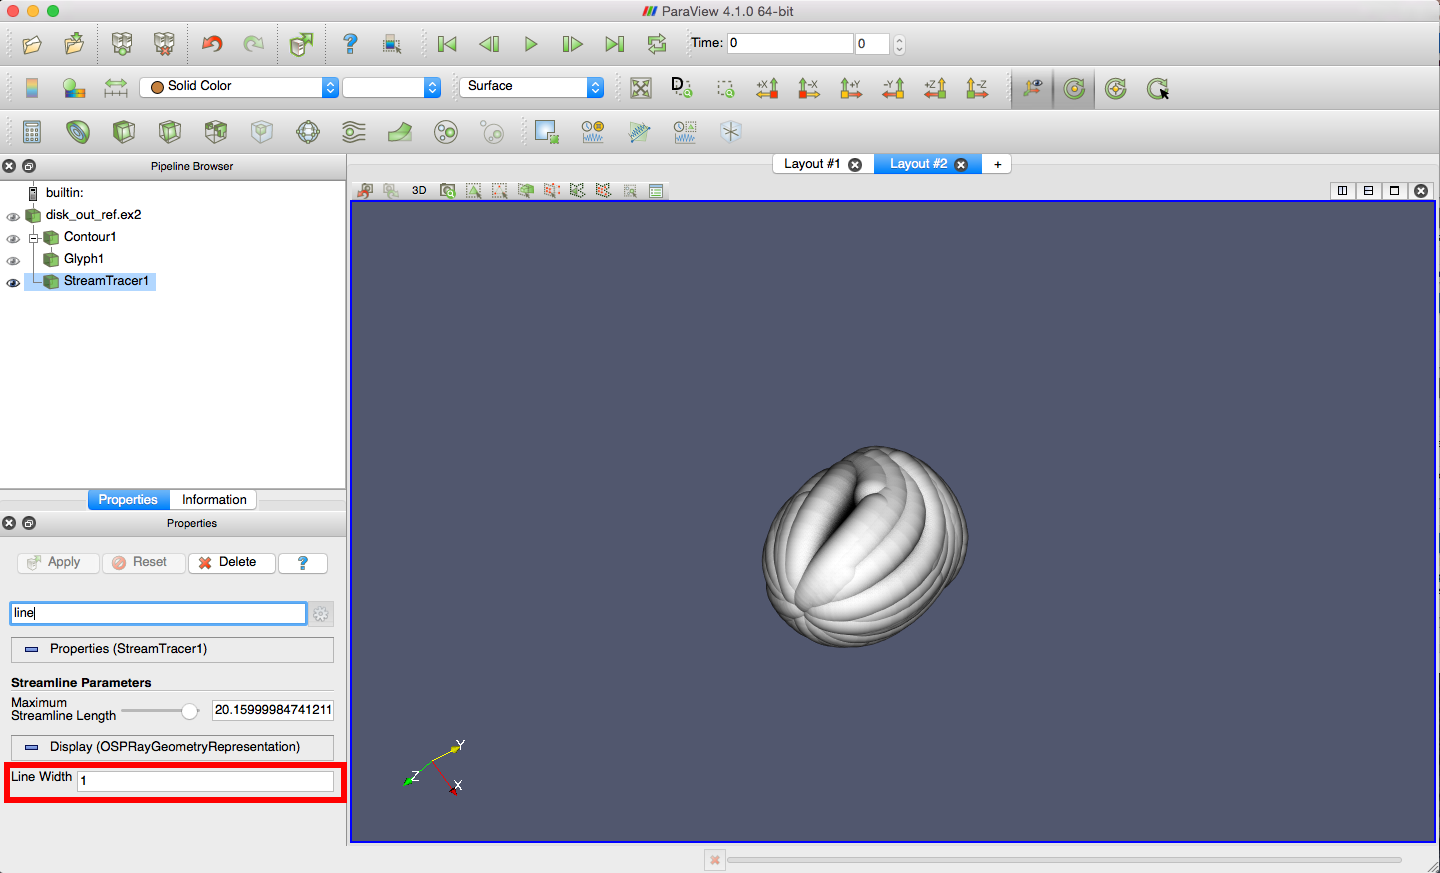 ParaView 4.1.0 64-bit
Time: 0 0
Solid Color Surface
D +X -X +Y -Y +Z -Z
Pipeline Browser
Layout #1 Layout #2 +
3D
builtin:
disk_out_ref.ex2
Contour1
Glyph1
StreamTracer1
Properties Information
Properties
Apply Reset Delete ?
line
Properties (StreamTracer1)
Streamline Parameters
Maximum
Streamline Length 20.15999984741211
Display (OSPRayGeometryRepresentation)
Line Width 1
Y
Z
X